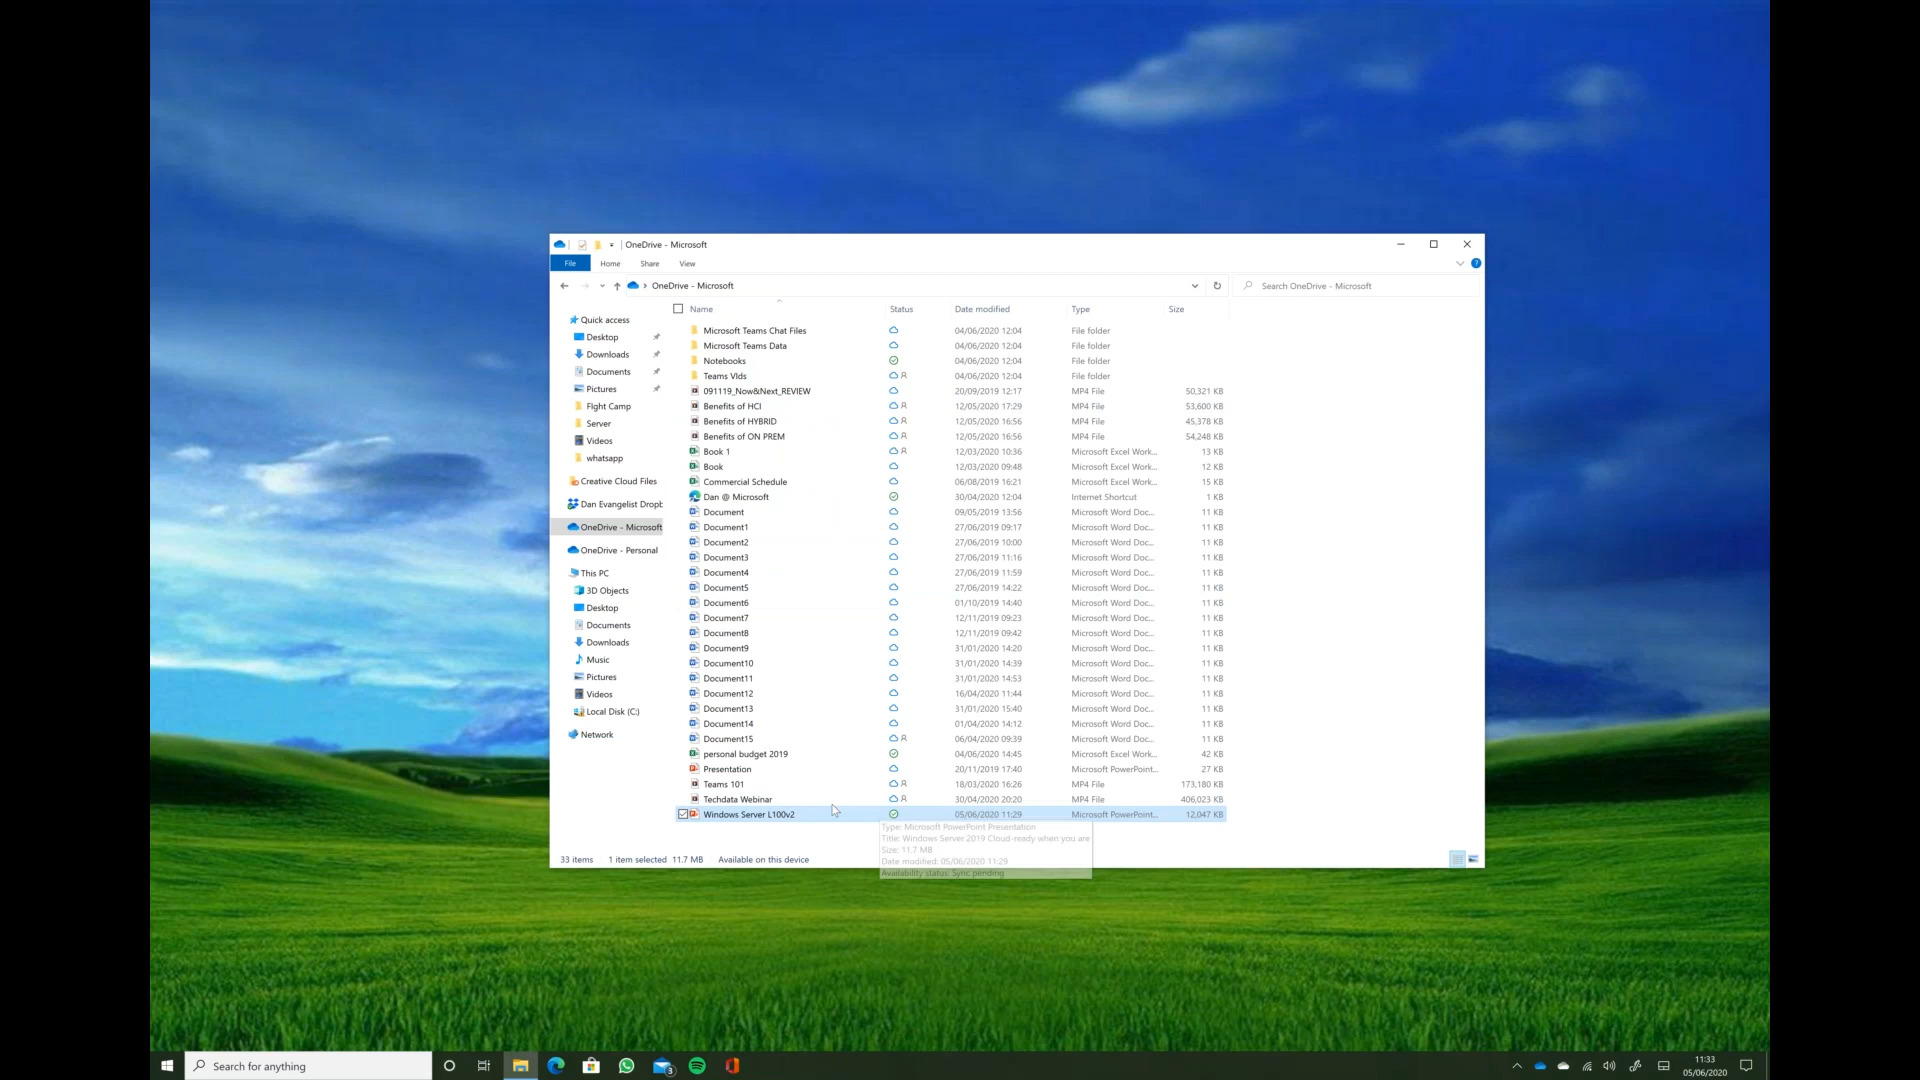 OneDrive - Microsoft
File Home Share View
OneDrive - Microsoft
Search OneDrive - Microsoft
Name Status Date modified Type Size
Quick access
Desktop
Downloads
Documents
Pictures
FIght Camp
Server
Videos
whatsapp
Creative Cloud Files
Dan Evangelist Dropb
OneDrive - Microsoft
OneDrive - Personal
This PC
3D Objects
Desktop
Documents
Downloads
Music
Pictures
Videos
Local Disk (C:)
Network
Microsoft Teams Chat Files 04/06/2020 12:04 File folder
Microsoft Teams Data 04/06/2020 12:04 File folder
Notebooks 04/06/2020 12:04 File folder
Teams VIds 04/06/2020 12:04 File folder
091119_Now&Next_REVIEW 20/09/2019 12:17 MP4 File 50,321 KB
Benefits of HCI 12/05/2020 17:29 MP4 File 53,600 KB
Benefits of HYBRID 12/05/2020 16:56 MP4 File 45,378 KB
Benefits of ON PREM 12/05/2020 16:56 MP4 File 54,248 KB
Book 1 12/03/2020 10:36 Microsoft Excel Work... 13 KB
Book 12/03/2020 09:48 Microsoft Excel Work... 12 KB
Commercial Schedule 06/08/2019 16:21 Microsoft Excel Work... 15 KB
Dan @ Microsoft 30/04/2020 12:04 Internet Shortcut 1 KB
Document 09/05/2019 13:56 Microsoft Word Doc... 11 KB
Document1 27/06/2019 09:17 Microsoft Word Doc... 11 KB
Document2 27/06/2019 10:00 Microsoft Word Doc... 11 KB
Document3 27/06/2019 11:16 Microsoft Word Doc... 11 KB
Document4 27/06/2019 11:59 Microsoft Word Doc... 11 KB
Document5 27/06/2019 14:22 Microsoft Word Doc... 11 KB
Document6 01/10/2019 14:40 Microsoft Word Doc... 11 KB
Document7 12/11/2019 09:23 Microsoft Word Doc... 11 KB
Document8 12/11/2019 09:42 Microsoft Word Doc... 11 KB
Document9 31/01/2020 14:20 Microsoft Word Doc... 11 KB
Document10 31/01/2020 14:39 Microsoft Word Doc... 11 KB
Document11 31/01/2020 14:53 Microsoft Word Doc... 11 KB
Document12 16/04/2020 11:44 Microsoft Word Doc... 11 KB
Document13 31/01/2020 15:40 Microsoft Word Doc... 11 KB
Document14 01/04/2020 14:12 Microsoft Word Doc... 11 KB
Document15 06/04/2020 09:39 Microsoft Word Doc... 11 KB
personal budget 2019 04/06/2020 14:45 Microsoft Excel Work... 42 KB
Presentation 20/11/2019 17:40 Microsoft PowerPoint... 27 KB
Teams 101 18/03/2020 16:26 MP4 File 173,180 KB
Techdata Webinar 30/04/2020 20:20 MP4 File 406,023 KB
Windows Server L100v2 05/06/2020 11:29 Microsoft PowerPoint... 12,047 KB
Type: Microsoft PowerPoint Presentation
Title: Windows Server 2019 Cloud-ready when you are
Size: 11.7 MB
Date modified: 05/06/2020 11:29
Availability status: Sync pending
33 items 1 item selected 11.7 MB Available on this device
Search for anything
3
11:33
05/06/2020